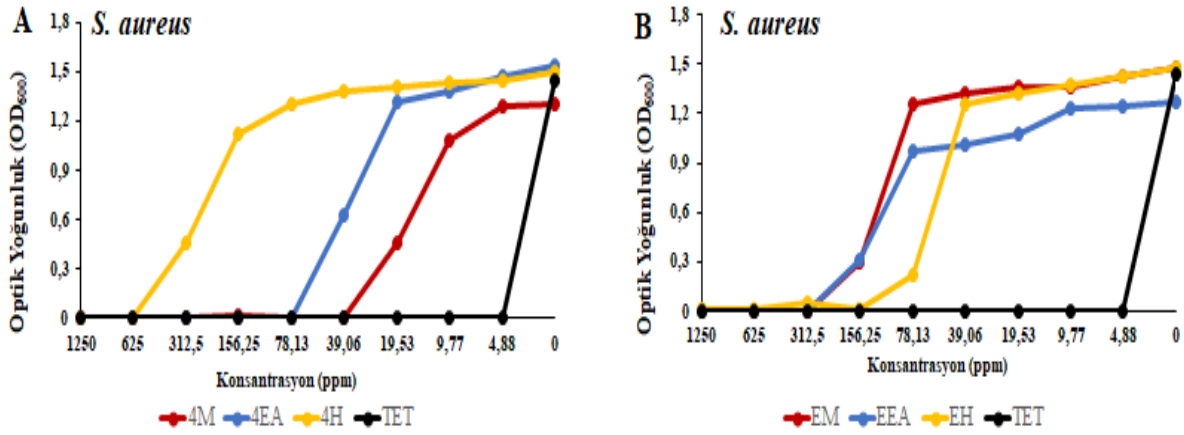 A S. aureus
Optik Yoğunluk (OD₆₀₀)
1,8
1,5
1,2
0,9
0,6
0,3
0
1250 625 312,5 156,25 78,13 39,06 19,53 9,77 4,88 0
Konsantrasyon (ppm)
4M 4EA 4H TET
B S. aureus
Optik Yoğunluk (OD₆₀₀)
1,8
1,5
1,2
0,9
0,6
0,3
0
1250 625 312,5 156,25 78,13 39,06 19,53 9,77 4,88 0
Konsantrasyon (ppm)
EM EEA EH TET